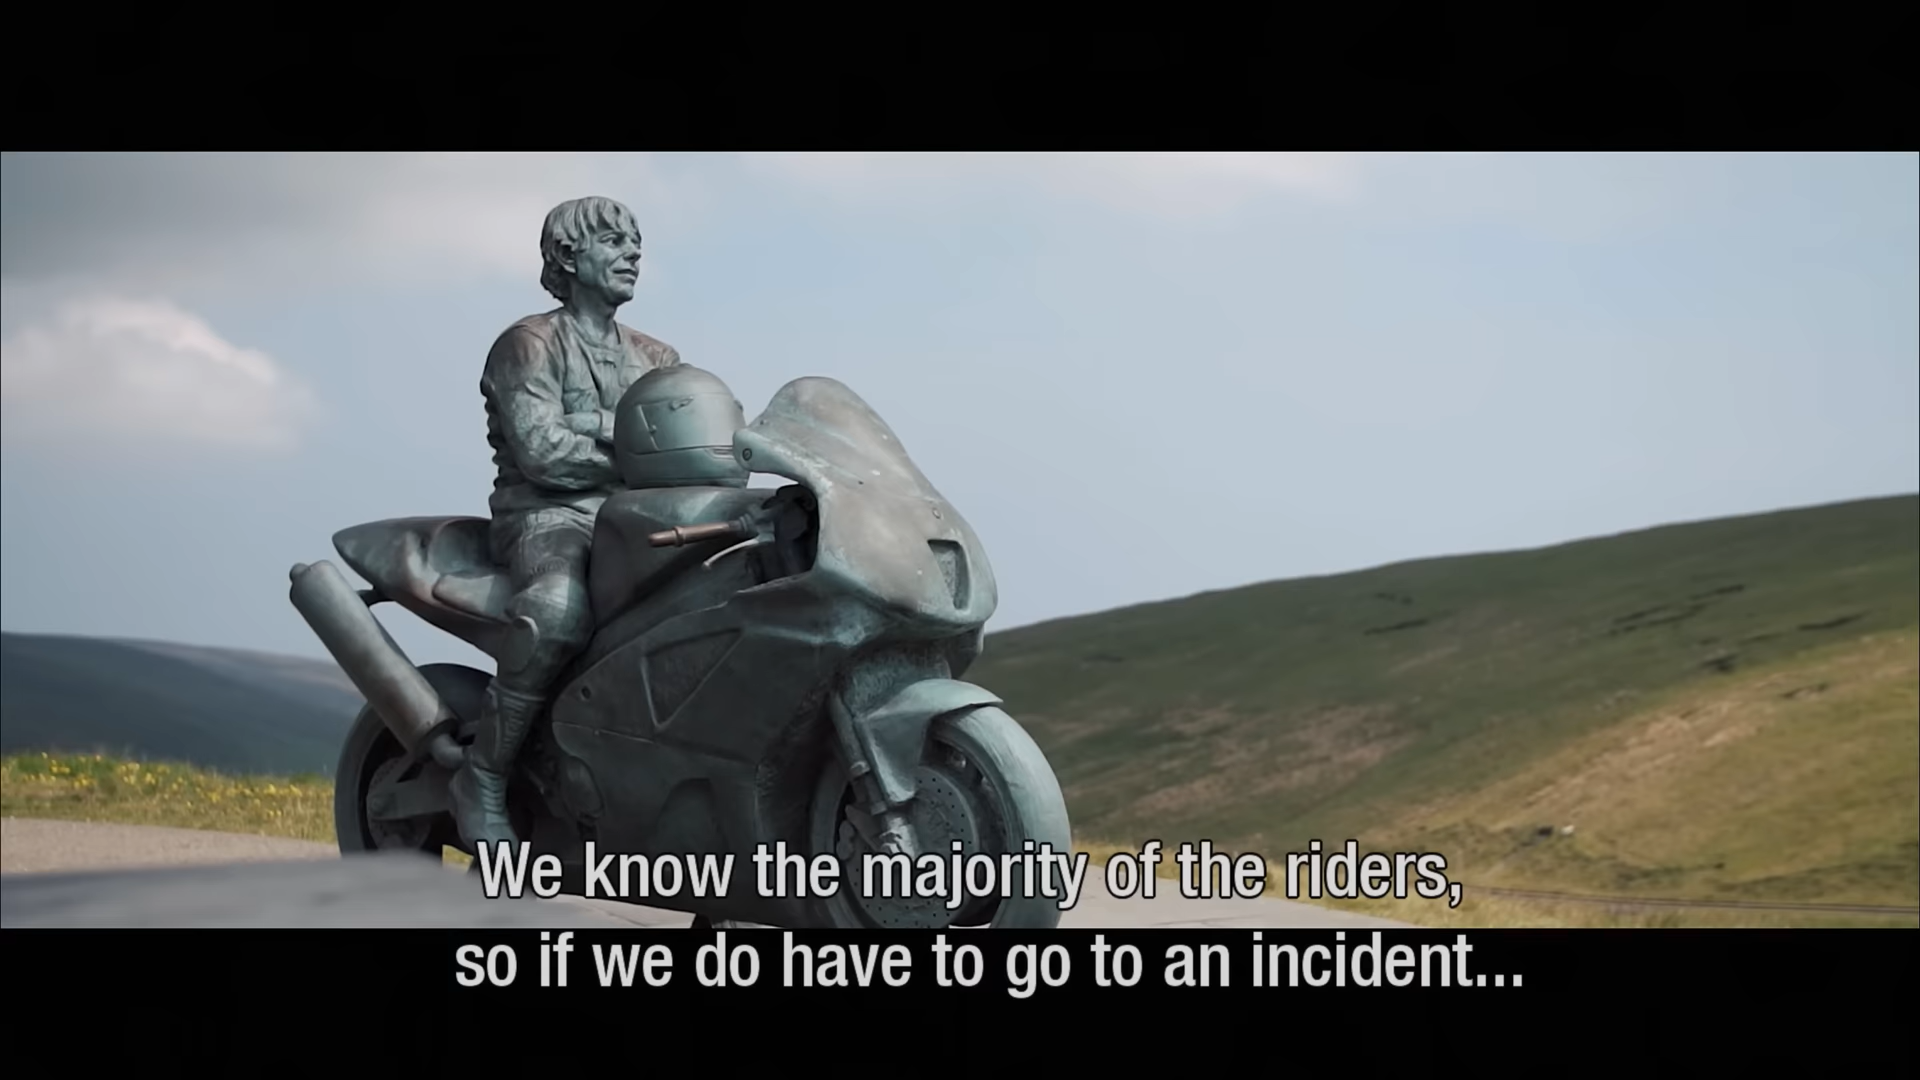 We know the majority of the riders,
so if we do have to go to an incident...